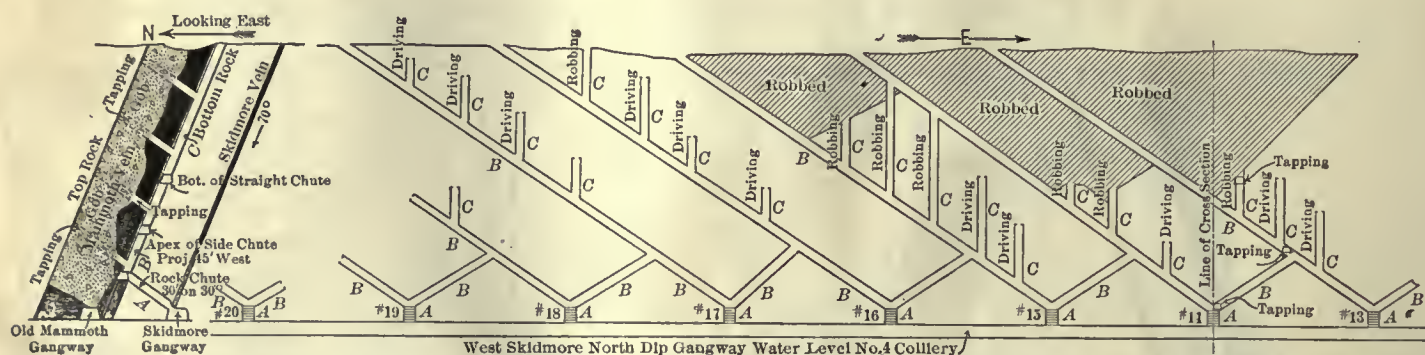 Looking East
N
Tapping
Top Rock
Tapping
Gob
Mammoth Vein
Gob
C
Bottom Rock
Skidmore Vein
70°
Bot. of Straight Chute
Tapping
Apex of Side Chute
Proj. 45' West
B
Rock Chute
30' on 30°
A
Old Mammoth
Gangway
Skidmore
Gangway
E
Driving
C
Driving
C
Driving
C
Robbing
C
Driving
C
Driving
C
Driving
C
Robbed
Robbed
Robbed
B
B
Robbing
C
Robbing
C
Robbing
C
Driving
C
Driving
C
Robbing
C
Robbing
C
Driving
C
Line of Cross Section
Robbing
C
Tapping
Driving
C
Driving
C
B
Tapping
C
C
B
B
B
B
B
B
B
B
B
B
B
B
Tapping
#20 A
#19 A
#18 A
#17 A
#16 A
#15 A
#11 A
#13 A
West Skidmore North Dip Gangway Water Level No.4 Colliery